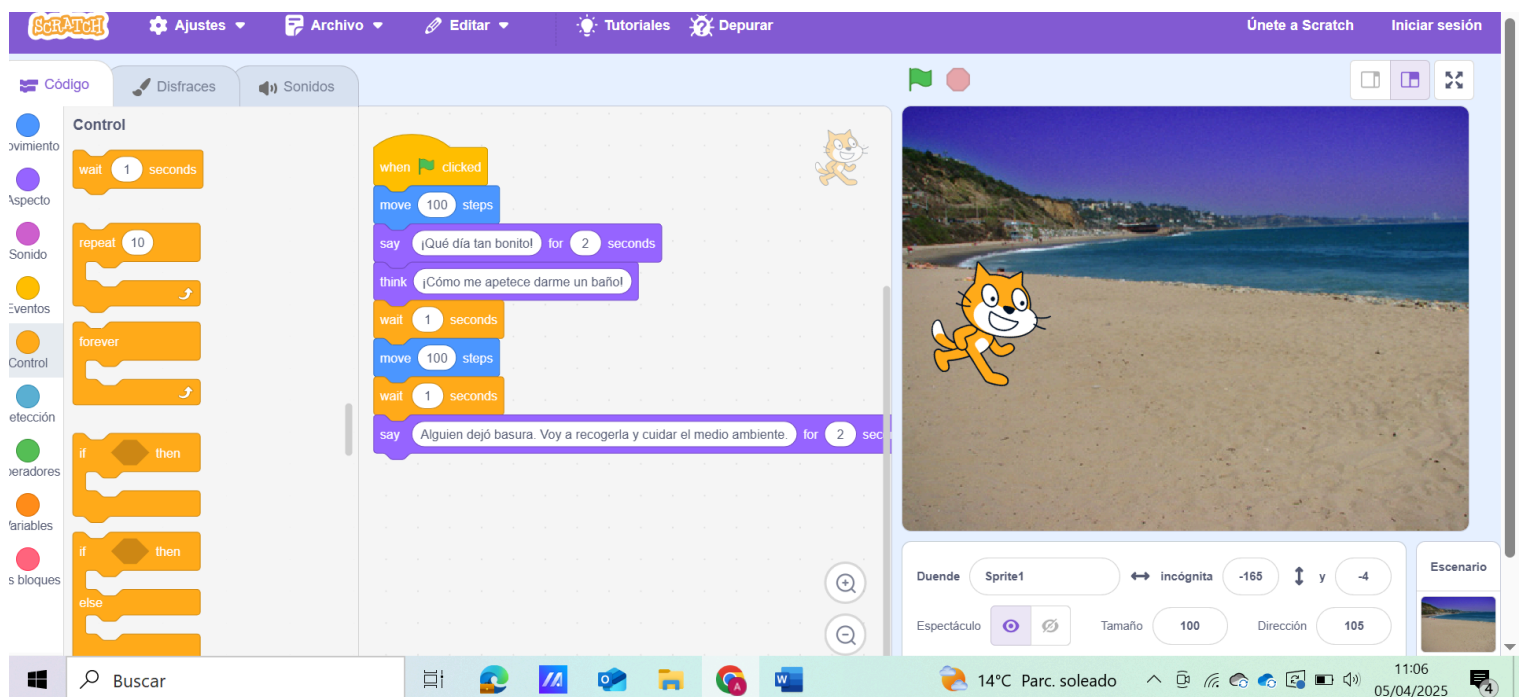 SCRATCH Ajustes Archivo Editar Tutoriales Depurar Únete a Scratch Iniciar sesión
Código Disfraces Sonidos
ovimiento
Aspecto
Sonido
Eventos
Control
etección
peradores
Variables
s bloques
Control
wait 1 seconds
repeat 10
forever
if then
if then
else
when clicked
move 100 steps
say ¡Qué día tan bonito! for 2 seconds
think ¡Cómo me apetece darme un baño!
wait 1 seconds
move 100 steps
wait 1 seconds
say Alguien dejó basura. Voy a recogerla y cuidar el medio ambiente. for 2 sec
Duende Sprite1 incógnita -165 y -4
Espectáculo Tamaño 100 Dirección 105
Escenario
Buscar
14°C Parc. soleado
11:06
05/04/2025
4